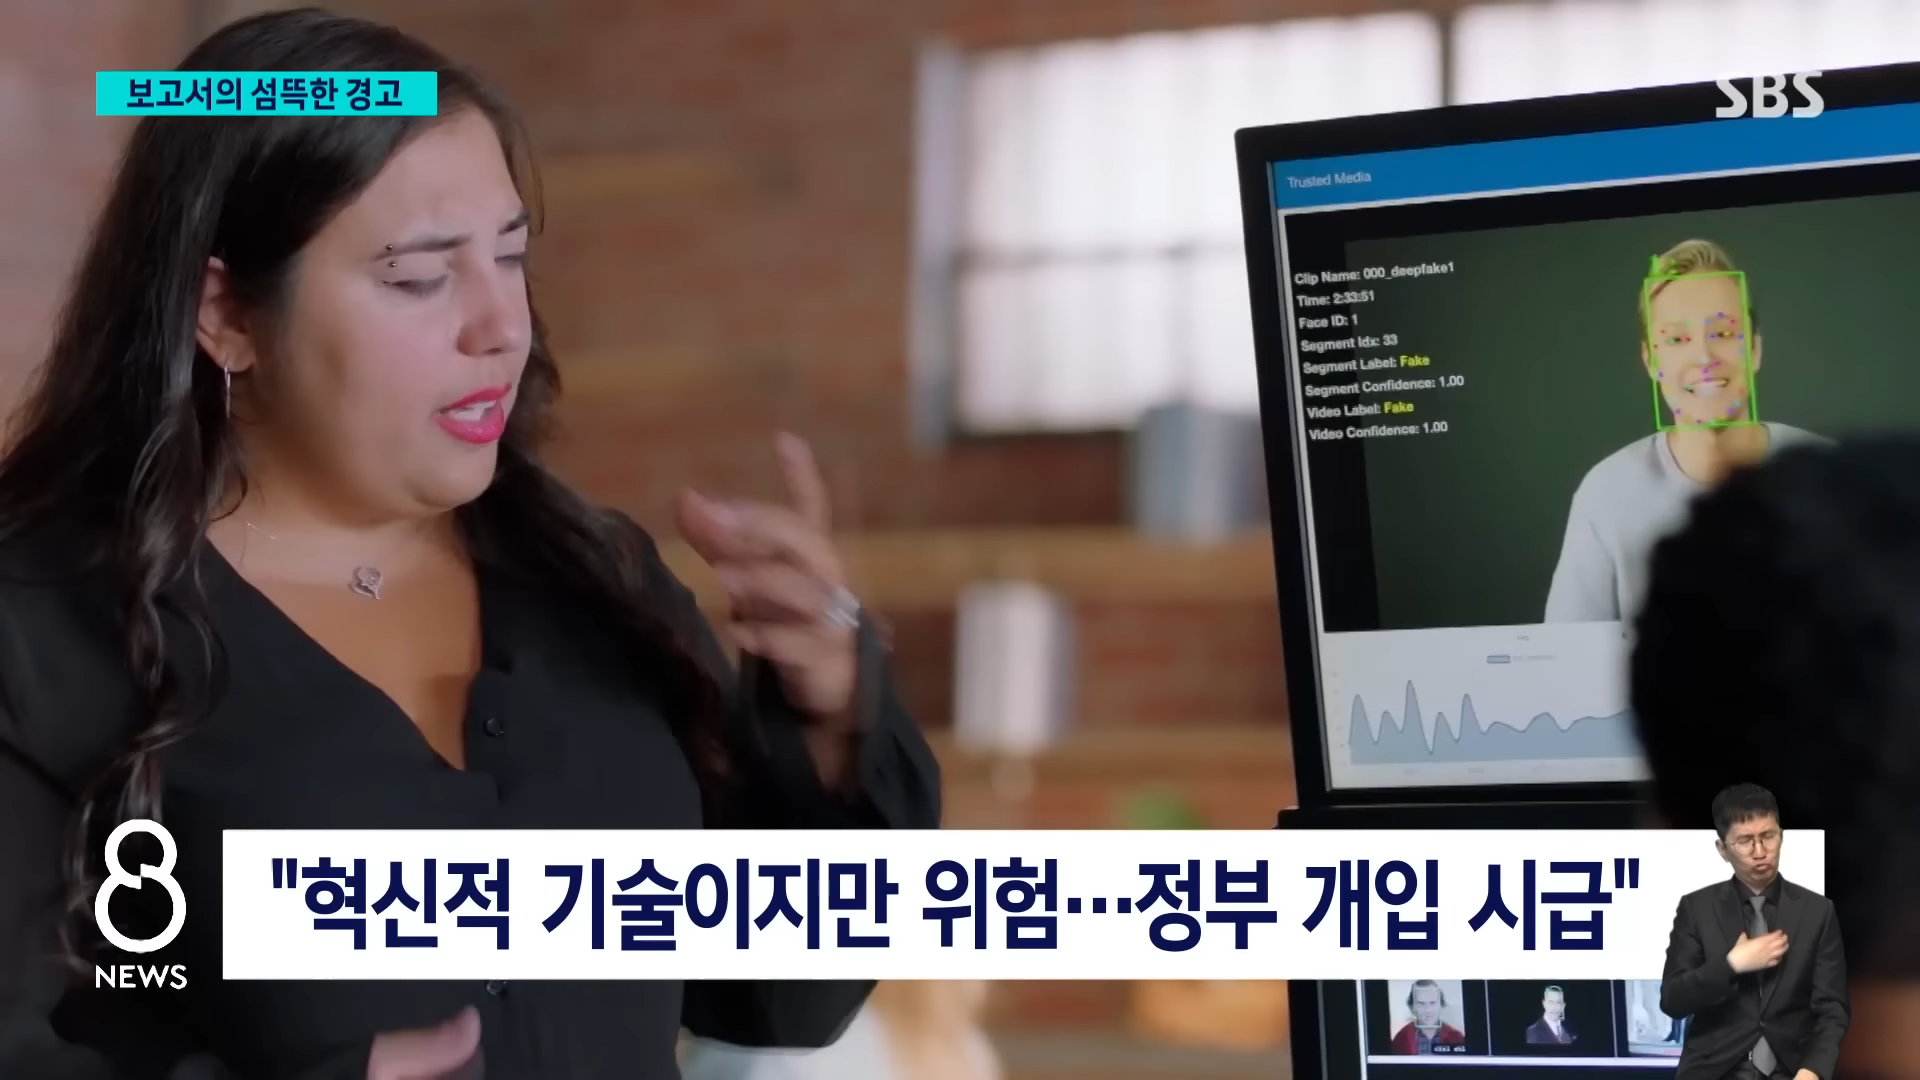 보고서의 섬뜩한 경고
SBS
Trusted Media
Clip Name: 000_deepfake1
Time: 2:33:51
Face ID: 1
Segment Idx: 33
Segment Label: Fake
Segment Confidence: 1.00
Video Label: Fake
Video Confidence: 1.00
8
NEWS
"혁신적 기술이지만 위험…정부 개입 시급"